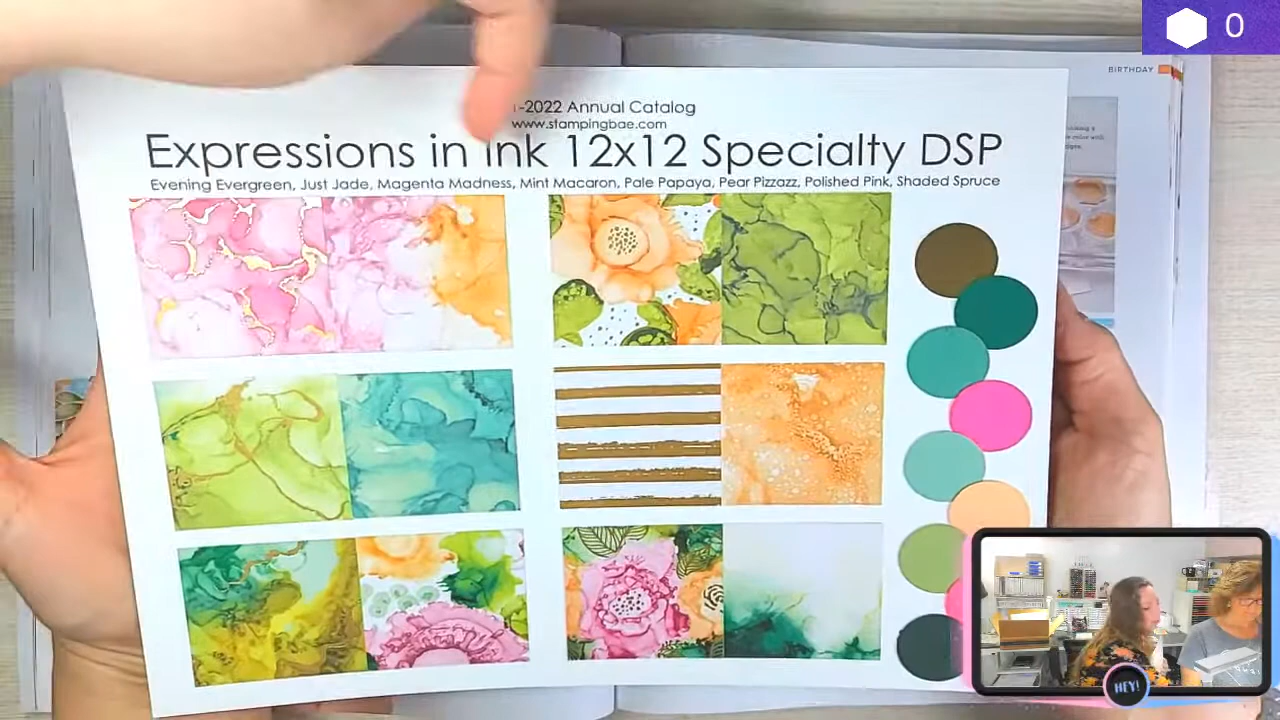 0
BIRTHDAY
-2022 Annual Catalog
www.stampingbae.com
Expressions in Ink 12x12 Specialty DSP
Evening Evergreen, Just Jade, Magenta Madness, Mint Macaron, Pale Papaya, Pear Pizzazz, Polished Pink, Shaded Spruce
HEY!